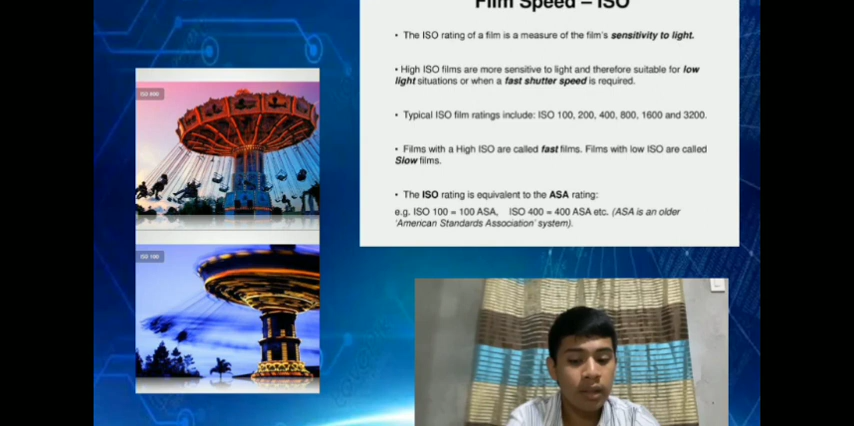 Film Speed – ISO
• The ISO rating of a film is a measure of the film's sensitivity to light.
• High ISO films are more sensitive to light and therefore suitable for low
light situations or when a fast shutter speed is required.
• Typical ISO film ratings include: ISO 100, 200, 400, 800, 1600 and 3200.
• Films with a High ISO are called fast films. Films with low ISO are called
Slow films.
• The ISO rating is equivalent to the ASA rating:
e.g. ISO 100 = 100 ASA, ISO 400 = 400 ASA etc. (ASA is an older
'American Standards Association' system).
ISO 800
ISO 100